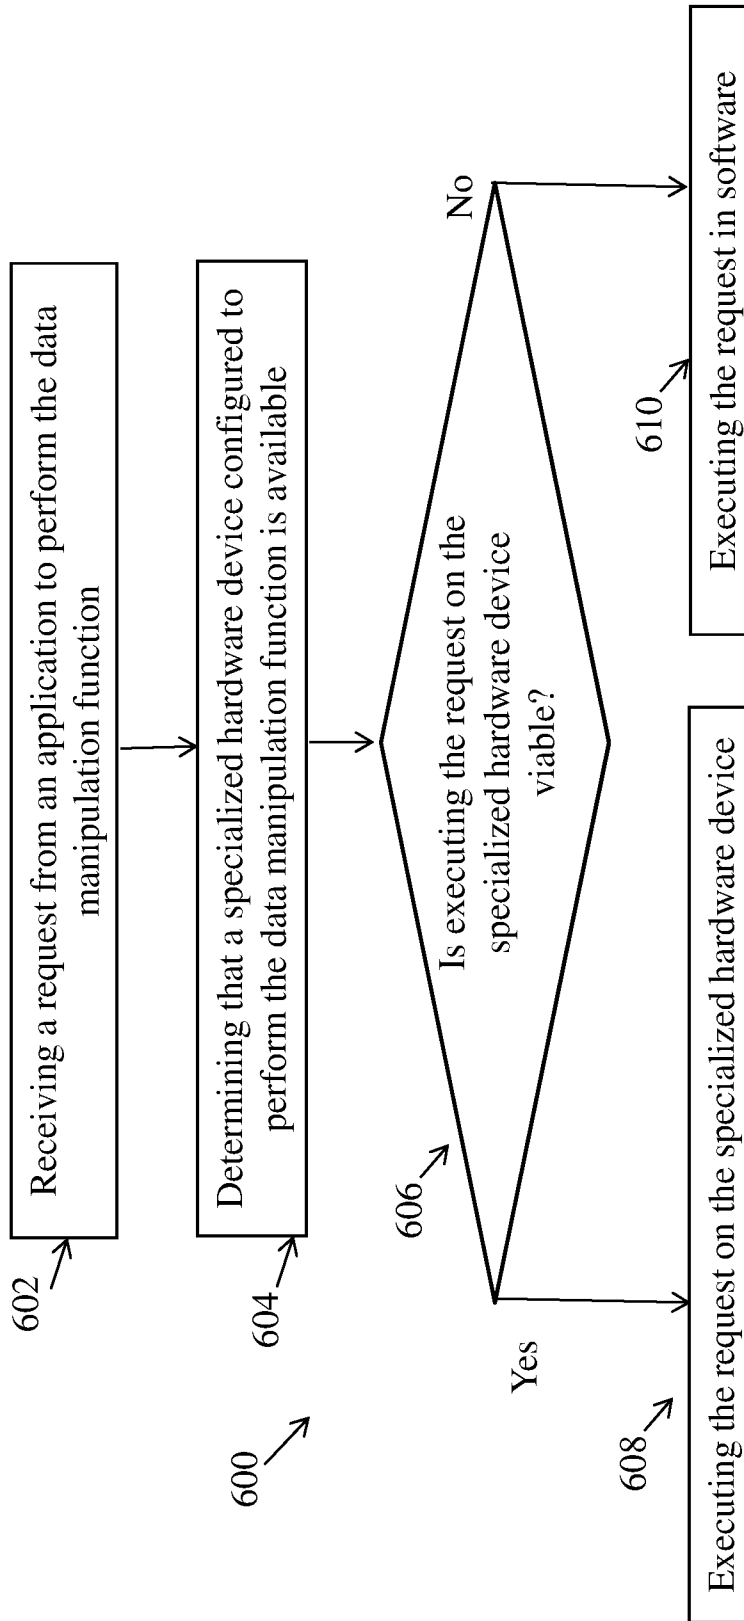 602
Receiving a request from an application to perform the data
manipulation function
604
Determining that a specialized hardware device configured to
perform the data manipulation function is available
600
606
Is executing the request on the
specialized hardware device
viable?
Yes
No
608
Executing the request on the specialized hardware device
610
Executing the request in software